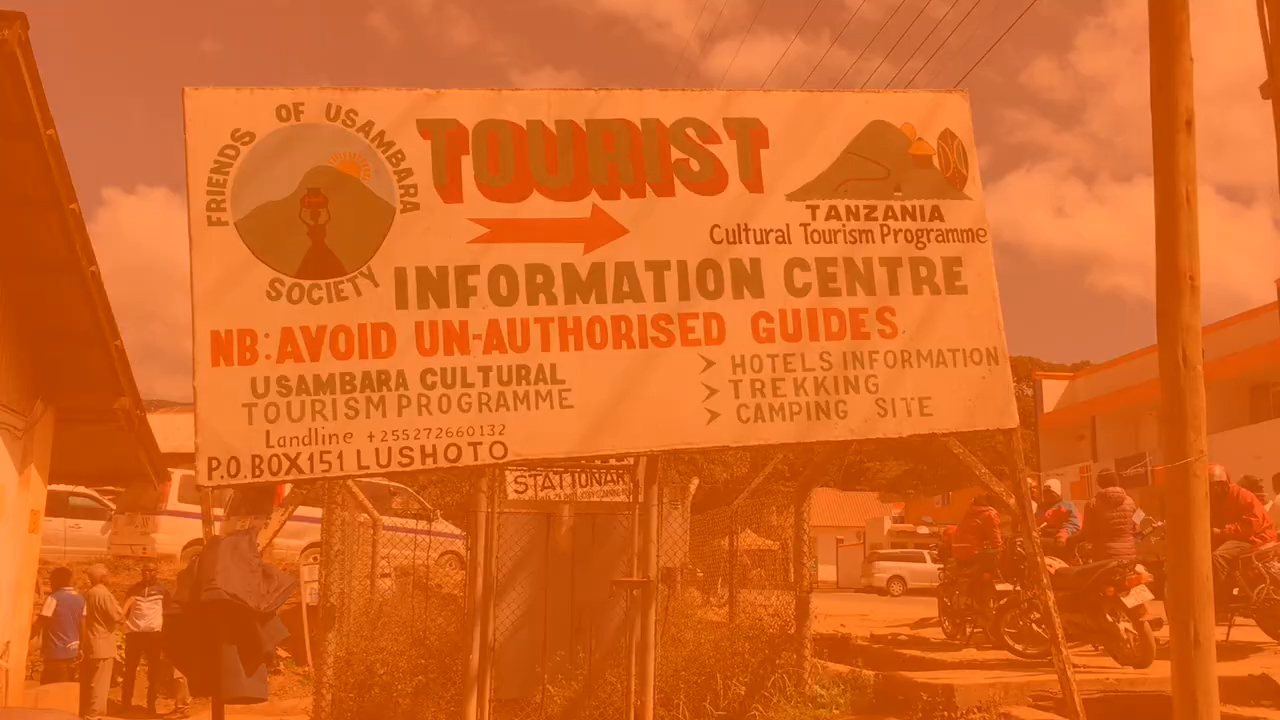 FRIENDS OF USAMBARA
SOCIETY
TOURIST
TANZANIA
Cultural Tourism Programme
INFORMATION CENTRE
NB: AVOID UN-AUTHORISED GUIDES
USAMBARA CULTURAL
TOURISM PROGRAMME
Landline +255272660132
P.O.BOX151 LUSHOTO
➤ HOTELS INFORMATION
➤ TREKKING
➤ CAMPING SITE
STATIONAR